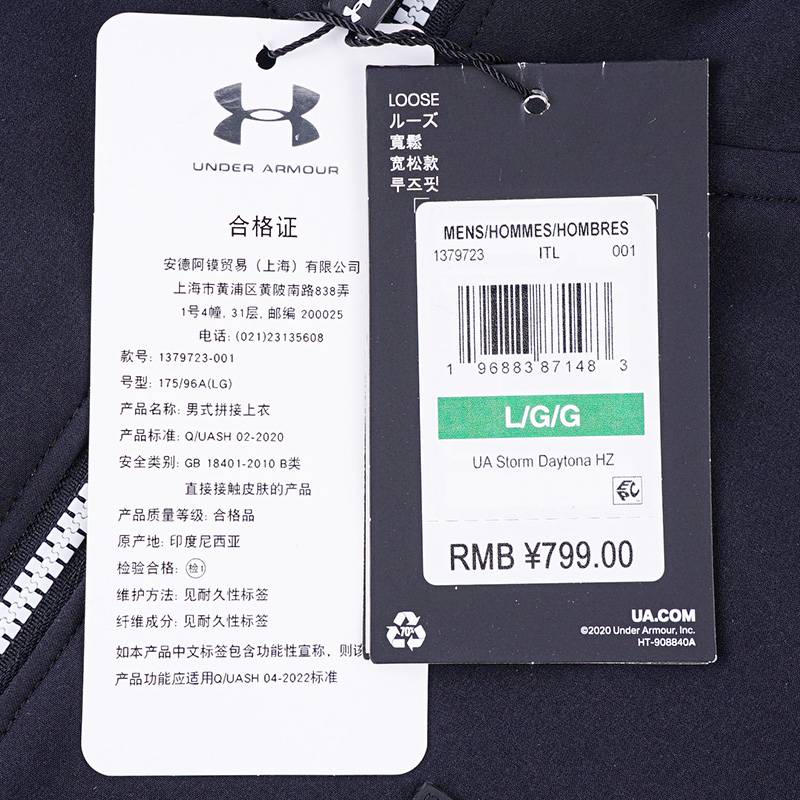 UNDER ARMOUR
合格证
安德阿镆贸易（上海）有限公司
上海市黄浦区黄陂南路838弄
1号4幢, 31层, 邮编 200025
电话: (021)23135608
款号: 1379723-001
号型: 175/96A(LG)
产品名称: 男式拼接上衣
产品标准: Q/UASH 02-2020
安全类别: GB 18401-2010 B类
直接接触皮肤的产品
产品质量等级: 合格品
原产地: 印度尼西亚
检验合格: 检1
维护方法: 见耐久性标签
纤维成分: 见耐久性标签
如本产品中文标签包含功能性宣称, 则该
产品功能应适用Q/UASH 04-2022标准
LOOSE
ルーズ
寬鬆
宽松款
루즈핏
MENS/HOMMES/HOMBRES
1379723 ITL 001
1 96883 87148 3
L/G/G
UA Storm Daytona HZ
EPC
RMB ¥799.00
70%
UA.COM
©2020 Under Armour, Inc.
HT-908840A